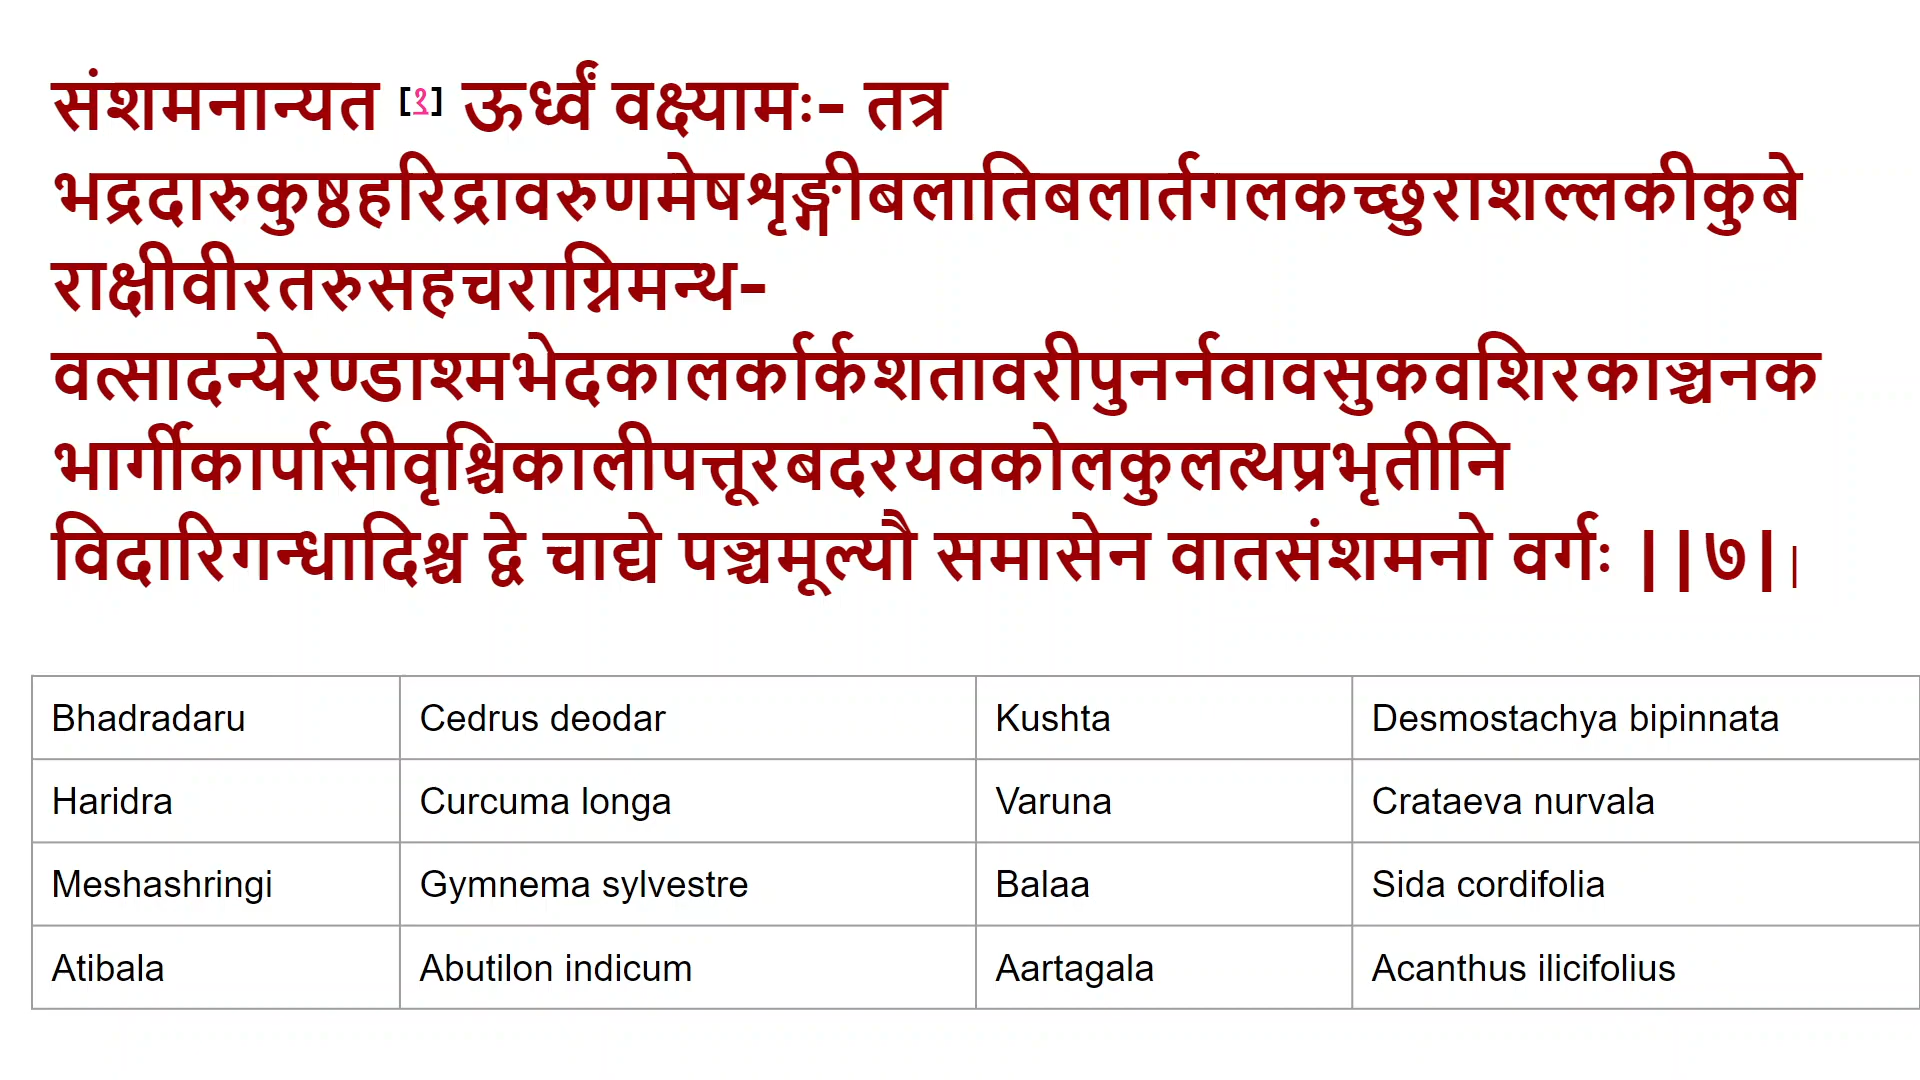 संशमनान्यत [१] ऊर्ध्वं वक्ष्यामः- तत्र
भद्रदारुकुष्ठहरिद्रावरुणमेषशृङ्गीबलातिबलार्तगलकच्छुराशल्लकीकुबे
राक्षीवीरतरुसहचराग्निमन्थ-
वत्सादन्येरण्डाश्मभेदकालर्कार्कशतावरीपुनर्नवावसुकवशिरकाञ्चनक
भार्गीकार्पासीवृश्चिकालीपत्तूरबदरयवकोलकुलत्थप्रभृतीनि
विदारिगन्धादिश्च द्वे चाद्ये पञ्चमूल्यौ समासेन वातसंशमनो वर्गः ||७||
Bhadradaru Cedrus deodar Kushta Desmostachya bipinnata
Haridra Curcuma longa Varuna Crataeva nurvala
Meshashringi Gymnema sylvestre Balaa Sida cordifolia
Atibala Abutilon indicum Aartagala Acanthus ilicifolius